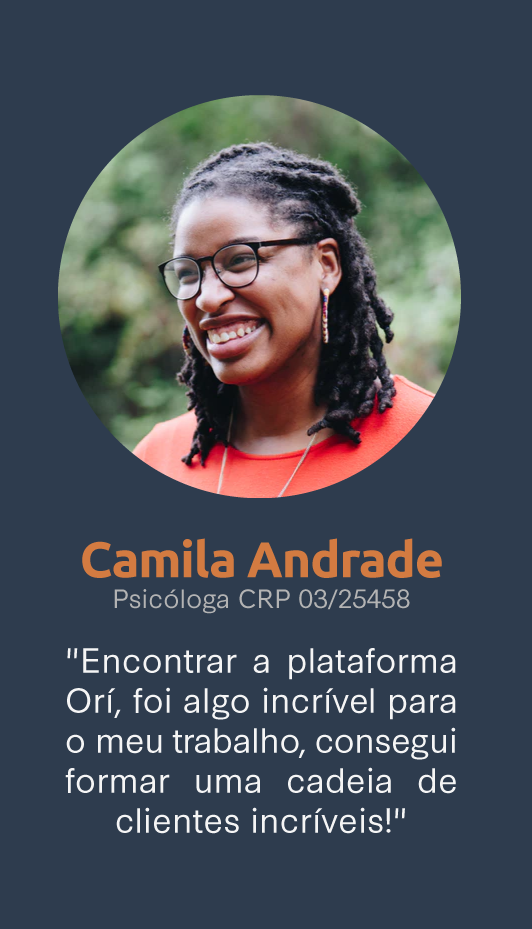 Camila Andrade
Psicóloga CRP 03/25458
"Encontrar a plataforma
Orí, foi algo incrível para
o meu trabalho, consegui
formar uma cadeia de
clientes incríveis!"